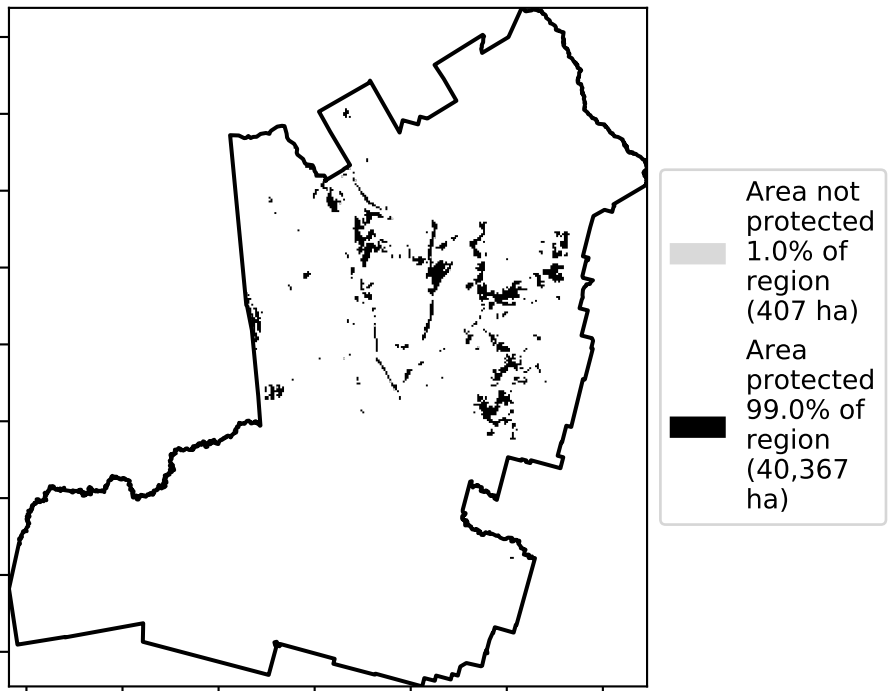 Area not
protected
1.0% of
region
(407 ha)
Area
protected
99.0% of
region
(40,367
ha)